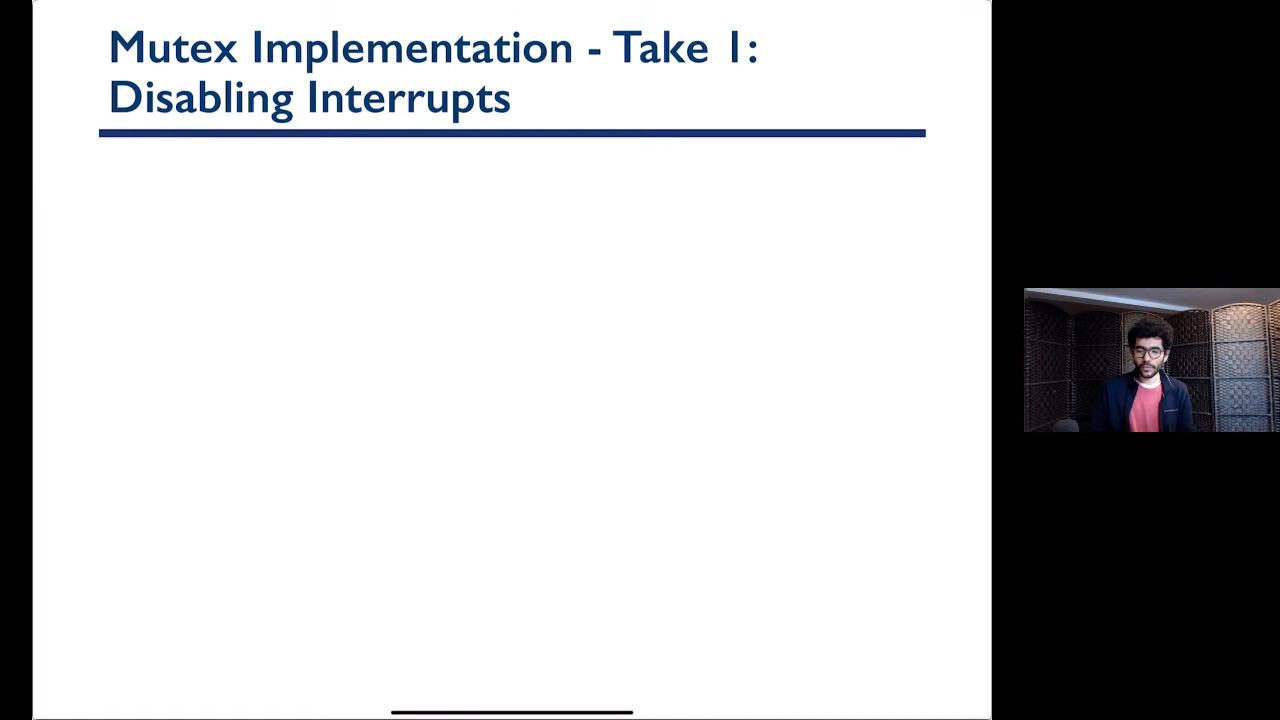 Mutex Implementation - Take 1:
Disabling Interrupts